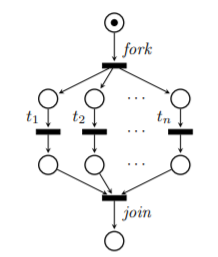 fork
. . .
t1 t2 . . . tn
. . .
join